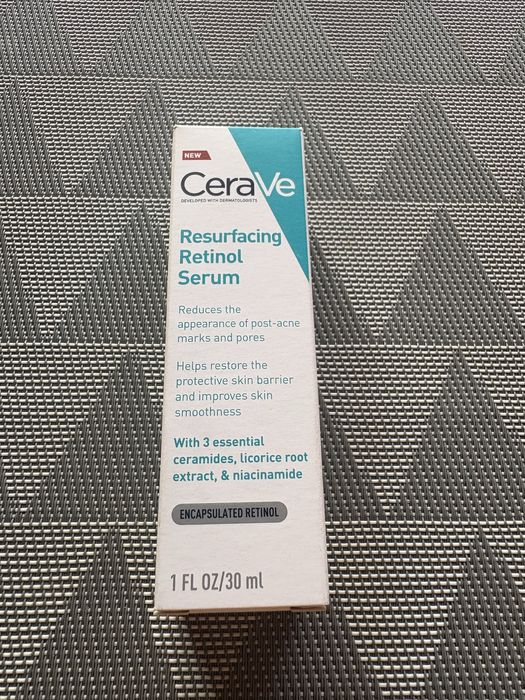 NEW
CeraVe
DEVELOPED WITH DERMATOLOGISTS
Resurfacing
Retinol
Serum
Reduces the
appearance of post-acne
marks and pores
Helps restore the
protective skin barrier
and improves skin
smoothness
With 3 essential
ceramides, licorice root
extract, & niacinamide
ENCAPSULATED RETINOL
1 FL OZ/30 ml